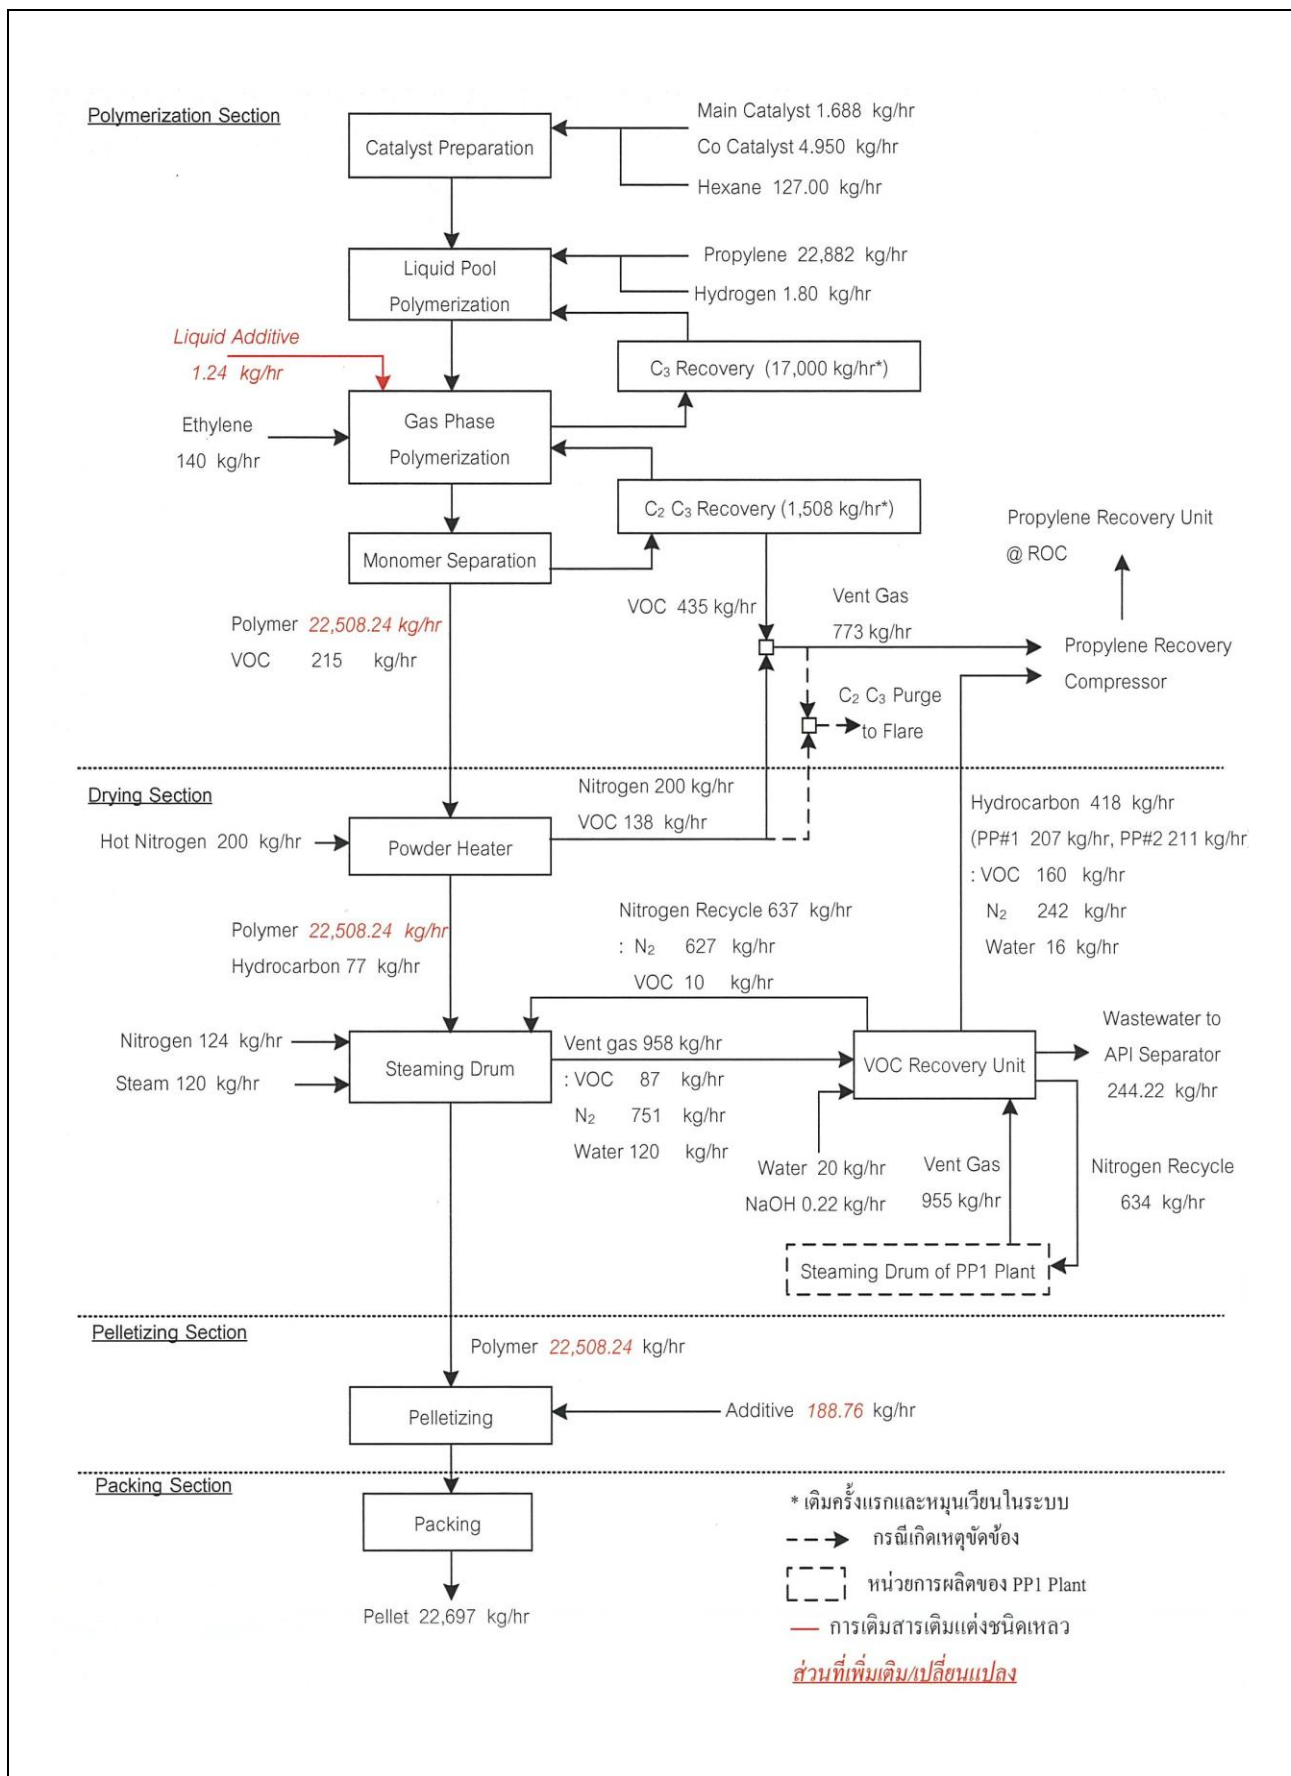 Polymerization Section
Main Catalyst 1.688 kg/hr
Catalyst Preparation
Co Catalyst 4.950 kg/hr
Hexane 127.00 kg/hr
Liquid Pool
Polymerization
Propylene 22,882 kg/hr
Hydrogen 1.80 kg/hr
Liquid Additive
1.24 kg/hr
C3 Recovery (17,000 kg/hr*)
Ethylene
140 kg/hr
Gas Phase
Polymerization
C2 C3 Recovery (1,508 kg/hr*)
Propylene Recovery Unit
@ ROC
Monomer Separation
VOC 435 kg/hr
Vent Gas
773 kg/hr
Polymer 22,508.24 kg/hr
VOC 215 kg/hr
Propylene Recovery
Compressor
C2 C3 Purge
to Flare
Drying Section
Nitrogen 200 kg/hr
VOC 138 kg/hr
Hydrocarbon 418 kg/hr
(PP#1 207 kg/hr, PP#2 211 kg/hr
: VOC 160 kg/hr
N2 242 kg/hr
Water 16 kg/hr
Hot Nitrogen 200 kg/hr
Powder Heater
Nitrogen Recycle 637 kg/hr
: N2 627 kg/hr
VOC 10 kg/hr
Polymer 22,508.24 kg/hr
Hydrocarbon 77 kg/hr
Nitrogen 124 kg/hr
Steam 120 kg/hr
Steaming Drum
Vent gas 958 kg/hr
: VOC 87 kg/hr
N2 751 kg/hr
Water 120 kg/hr
VOC Recovery Unit
Wastewater to
API Separator
244.22 kg/hr
Water 20 kg/hr
NaOH 0.22 kg/hr
Vent Gas
955 kg/hr
Nitrogen Recycle
634 kg/hr
Steaming Drum of PP1 Plant
Pelletizing Section
Polymer 22,508.24 kg/hr
Pelletizing
Additive 188.76 kg/hr
Packing Section
Packing
Pellet 22,697 kg/hr
* เติมครั้งแรกและหมุนเวียนในระบบ
กรณีเกิดเหตุขัดข้อง
หน่วยการผลิตของ PP1 Plant
การเติมสารเติมแต่งชนิดเหลว
ส่วนที่เพิ่มเติม/เปลี่ยนแปลง